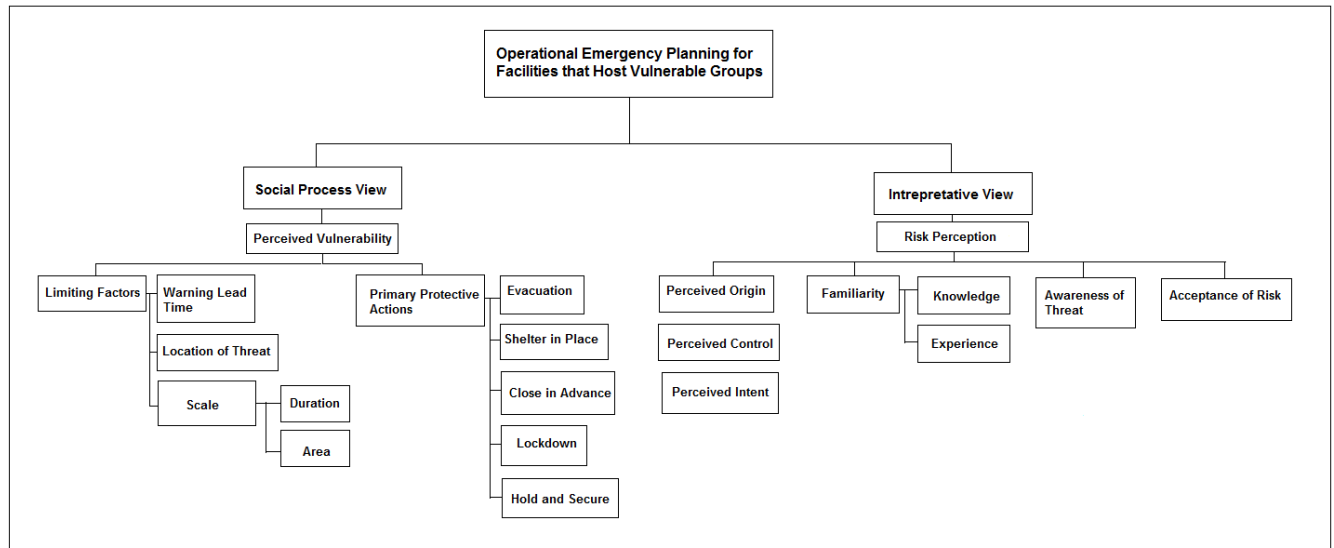 Operational Emergency Planning for
Facilities that Host Vulnerable Groups
Social Process View
Intrepretative View
Perceived Vulnerability
Risk Perception
Limiting Factors
Warning Lead
Time
Location of Threat
Scale
Duration
Area
Primary Protective
Actions
Evacuation
Shelter in Place
Close in Advance
Lockdown
Hold and Secure
Perceived Origin
Perceived Control
Perceived Intent
Familiarity
Knowledge
Experience
Awareness of
Threat
Acceptance of Risk